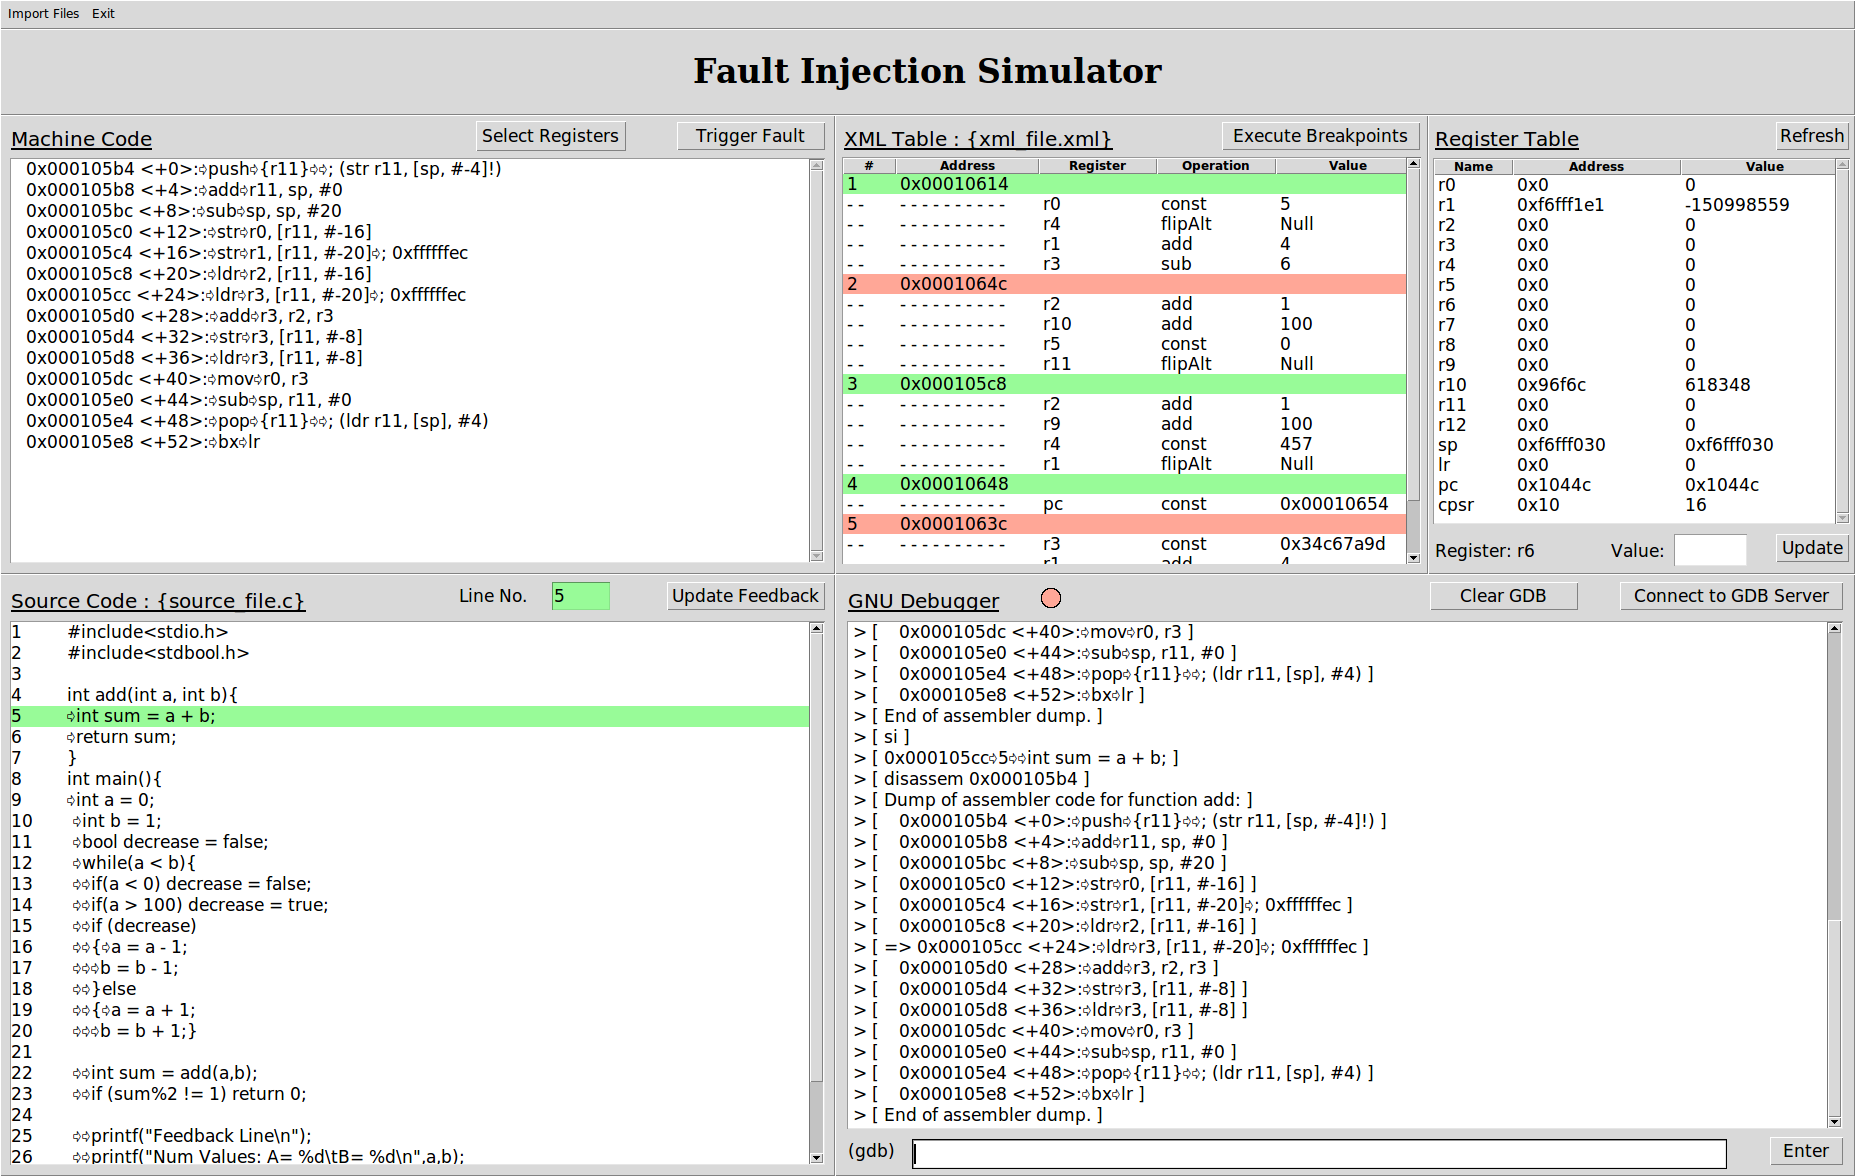 Import Files Exit
Fault Injection Simulator
Machine Code Select Registers Trigger Fault
0x000105b4 <+0>:➩push➩{r11}➩➩; (str r11, [sp, #-4]!)
0x000105b8 <+4>:➩add➩r11, sp, #0
0x000105bc <+8>:➩sub➩sp, sp, #20
0x000105c0 <+12>:➩str➩r0, [r11, #-16]
0x000105c4 <+16>:➩str➩r1, [r11, #-20]➩; 0xffffffec
0x000105c8 <+20>:➩ldr➩r2, [r11, #-16]
0x000105cc <+24>:➩ldr➩r3, [r11, #-20]➩; 0xffffffec
0x000105d0 <+28>:➩add➩r3, r2, r3
0x000105d4 <+32>:➩str➩r3, [r11, #-8]
0x000105d8 <+36>:➩ldr➩r3, [r11, #-8]
0x000105dc <+40>:➩mov➩r0, r3
0x000105e0 <+44>:➩sub➩sp, r11, #0
0x000105e4 <+48>:➩pop➩{r11}➩➩; (ldr r11, [sp], #4)
0x000105e8 <+52>:➩bx➩lr
XML Table : {xml_file.xml} Execute Breakpoints
# Address Register Operation Value
1 0x00010614
-- ---------- r0 const 5
-- ---------- r4 flipAlt Null
-- ---------- r1 add 4
-- ---------- r3 sub 6
2 0x0001064c
-- ---------- r2 add 1
-- ---------- r10 add 100
-- ---------- r5 const 0
-- ---------- r11 flipAlt Null
3 0x000105c8
-- ---------- r2 add 1
-- ---------- r9 add 100
-- ---------- r4 const 457
-- ---------- r1 flipAlt Null
4 0x00010648
-- ---------- pc const 0x00010654
5 0x0001063c
-- ---------- r3 const 0x34c67a9d
-- ---------- r1 add 4
Register Table Refresh
Name Address Value
r0 0x0 0
r1 0xf6fff1e1 -150998559
r2 0x0 0
r3 0x0 0
r4 0x0 0
r5 0x0 0
r6 0x0 0
r7 0x0 0
r8 0x0 0
r9 0x0 0
r10 0x96f6c 618348
r11 0x0 0
r12 0x0 0
sp 0xf6fff030 0xf6fff030
lr 0x0 0
pc 0x1044c 0x1044c
cpsr 0x10 16
Register: r6 Value: Update
Source Code : {source_file.c} Line No. 5 Update Feedback
1 #include<stdio.h>
2 #include<stdbool.h>
3
4 int add(int a, int b){
5 ➩int sum = a + b;
6 ➩return sum;
7 }
8 int main(){
9 ➩int a = 0;
10 ➩int b = 1;
11 ➩bool decrease = false;
12 ➩while(a < b){
13 ➩➩if(a < 0) decrease = false;
14 ➩➩if(a > 100) decrease = true;
15 ➩➩if (decrease)
16 ➩➩{➩a = a - 1;
17 ➩➩➩b = b - 1;
18 ➩➩}else
19 ➩➩{➩a = a + 1;
20 ➩➩➩b = b + 1;}
21
22 ➩➩int sum = add(a,b);
23 ➩➩if (sum%2 != 1) return 0;
24
25 ➩➩printf("Feedback Line\n");
26 ➩➩printf("Num Values: A= %d\tB= %d\n",a,b);
GNU Debugger Clear GDB Connect to GDB Server
> [ 0x000105dc <+40>:➩mov➩r0, r3 ]
> [ 0x000105e0 <+44>:➩sub➩sp, r11, #0 ]
> [ 0x000105e4 <+48>:➩pop➩{r11}➩➩; (ldr r11, [sp], #4) ]
> [ 0x000105e8 <+52>:➩bx➩lr ]
> [ End of assembler dump. ]
> [ si ]
> [ 0x000105cc➩5➩➩int sum = a + b; ]
> [ disassem 0x000105b4 ]
> [ Dump of assembler code for function add: ]
> [ 0x000105b4 <+0>:➩push➩{r11}➩➩; (str r11, [sp, #-4]!) ]
> [ 0x000105b8 <+4>:➩add➩r11, sp, #0 ]
> [ 0x000105bc <+8>:➩sub➩sp, sp, #20 ]
> [ 0x000105c0 <+12>:➩str➩r0, [r11, #-16] ]
> [ 0x000105c4 <+16>:➩str➩r1, [r11, #-20]➩; 0xffffffec ]
> [ 0x000105c8 <+20>:➩ldr➩r2, [r11, #-16] ]
> [ => 0x000105cc <+24>:➩ldr➩r3, [r11, #-20]➩; 0xffffffec ]
> [ 0x000105d0 <+28>:➩add➩r3, r2, r3 ]
> [ 0x000105d4 <+32>:➩str➩r3, [r11, #-8] ]
> [ 0x000105d8 <+36>:➩ldr➩r3, [r11, #-8] ]
> [ 0x000105dc <+40>:➩mov➩r0, r3 ]
> [ 0x000105e0 <+44>:➩sub➩sp, r11, #0 ]
> [ 0x000105e4 <+48>:➩pop➩{r11}➩➩; (ldr r11, [sp], #4) ]
> [ 0x000105e8 <+52>:➩bx➩lr ]
> [ End of assembler dump. ]
(gdb) Enter